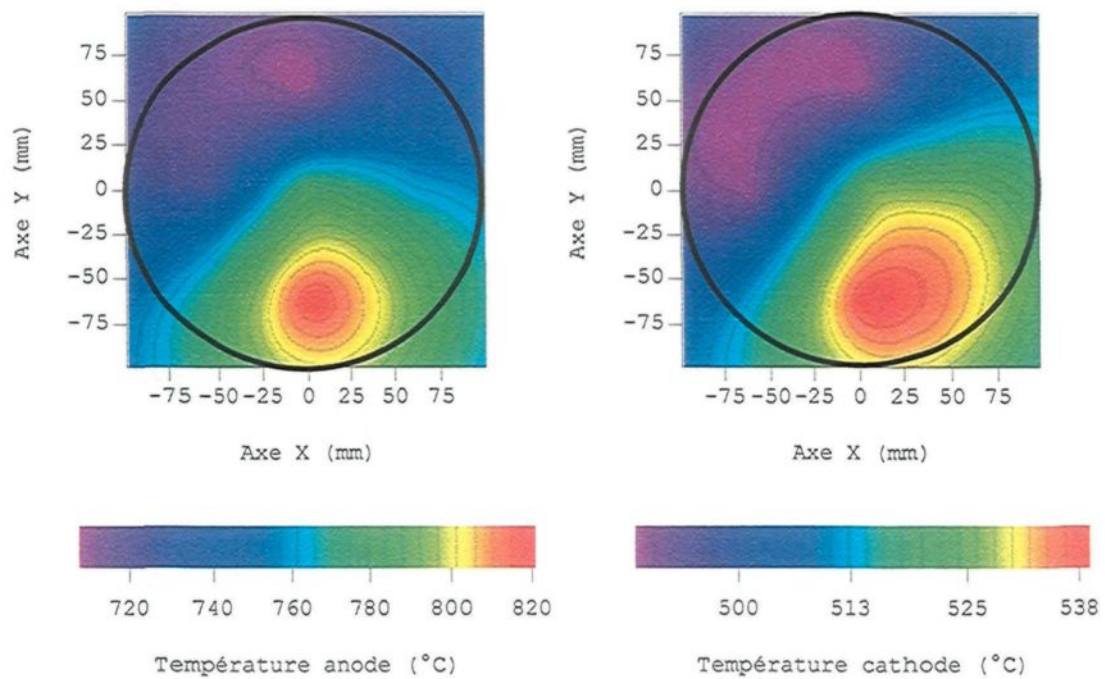 75
50
25
0
-25
-50
-75
Axe Y (mm)
-75 -50 -25 0 25 50 75
Axe X (mm)
720 740 760 780 800 820
Température anode (°C)
75
50
25
0
-25
-50
-75
Axe Y (mm)
-75 -50 -25 0 25 50 75
Axe X (mm)
500 513 525 538
Température cathode (°C)